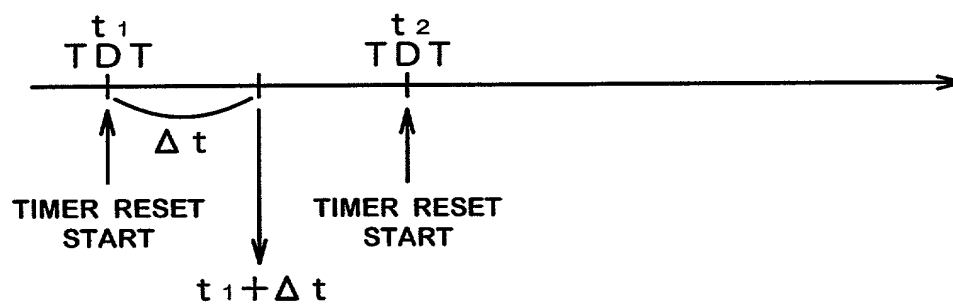 t1 t2
TDT TDT
Δt
TIMER RESET TIMER RESET
START START
t1+Δt